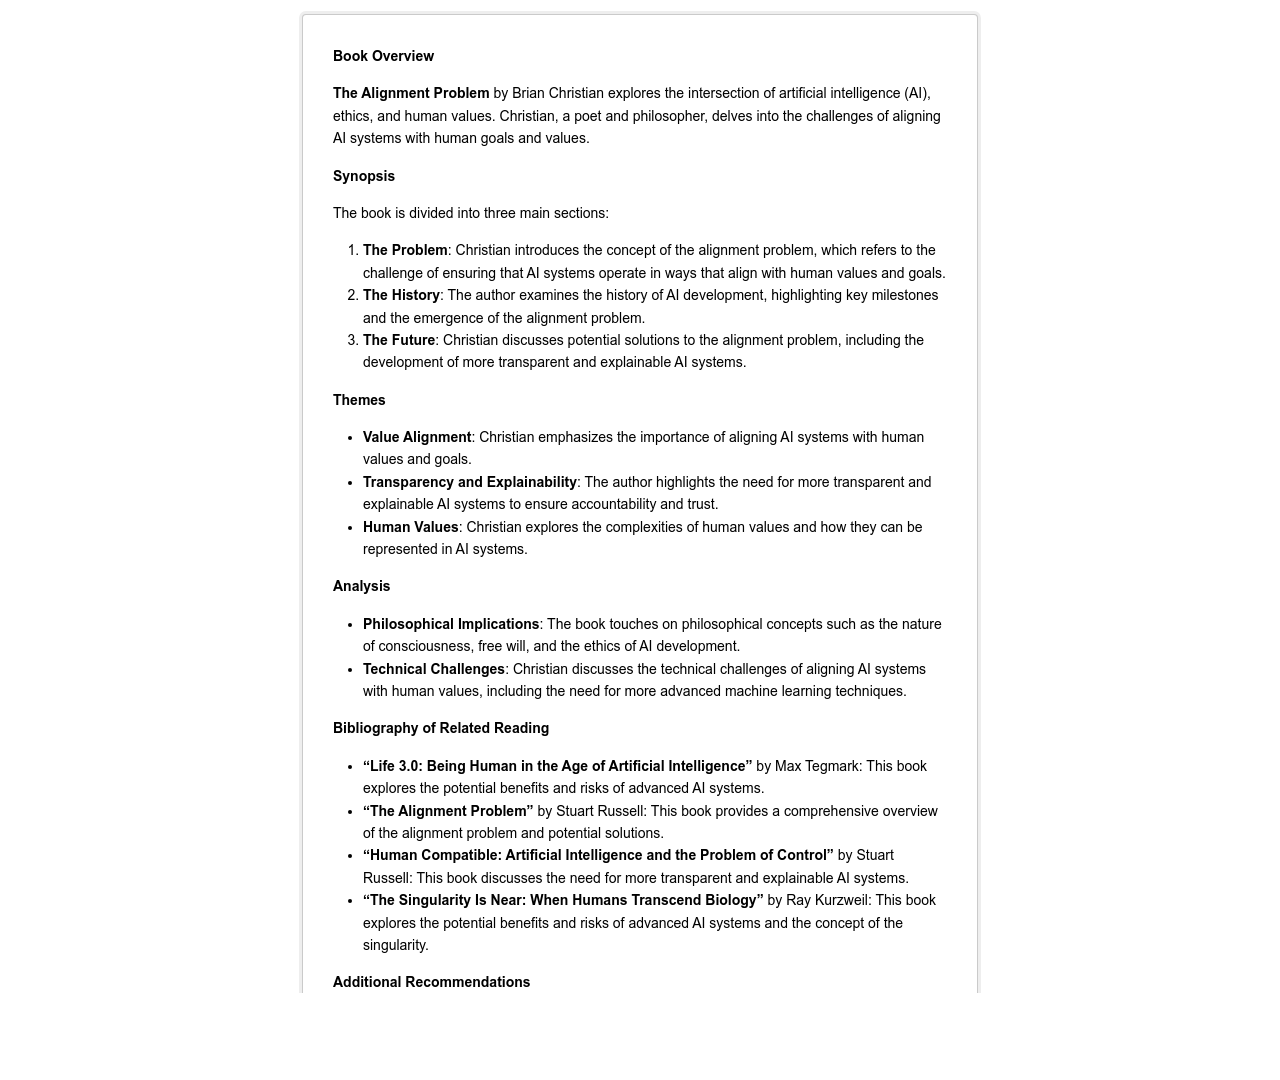 Book Overview
The Alignment Problem by Brian Christian explores the intersection of artificial intelligence (AI),
ethics, and human values. Christian, a poet and philosopher, delves into the challenges of aligning
AI systems with human goals and values.
Synopsis
The book is divided into three main sections:
1. The Problem: Christian introduces the concept of the alignment problem, which refers to the
challenge of ensuring that AI systems operate in ways that align with human values and goals.
2. The History: The author examines the history of AI development, highlighting key milestones
and the emergence of the alignment problem.
3. The Future: Christian discusses potential solutions to the alignment problem, including the
development of more transparent and explainable AI systems.
Themes
• Value Alignment: Christian emphasizes the importance of aligning AI systems with human
values and goals.
• Transparency and Explainability: The author highlights the need for more transparent and
explainable AI systems to ensure accountability and trust.
• Human Values: Christian explores the complexities of human values and how they can be
represented in AI systems.
Analysis
• Philosophical Implications: The book touches on philosophical concepts such as the nature
of consciousness, free will, and the ethics of AI development.
• Technical Challenges: Christian discusses the technical challenges of aligning AI systems
with human values, including the need for more advanced machine learning techniques.
Bibliography of Related Reading
• “Life 3.0: Being Human in the Age of Artificial Intelligence” by Max Tegmark: This book
explores the potential benefits and risks of advanced AI systems.
• “The Alignment Problem” by Stuart Russell: This book provides a comprehensive overview
of the alignment problem and potential solutions.
• “Human Compatible: Artificial Intelligence and the Problem of Control” by Stuart
Russell: This book discusses the need for more transparent and explainable AI systems.
• “The Singularity Is Near: When Humans Transcend Biology” by Ray Kurzweil: This book
explores the potential benefits and risks of advanced AI systems and the concept of the
singularity.
Additional Recommendations